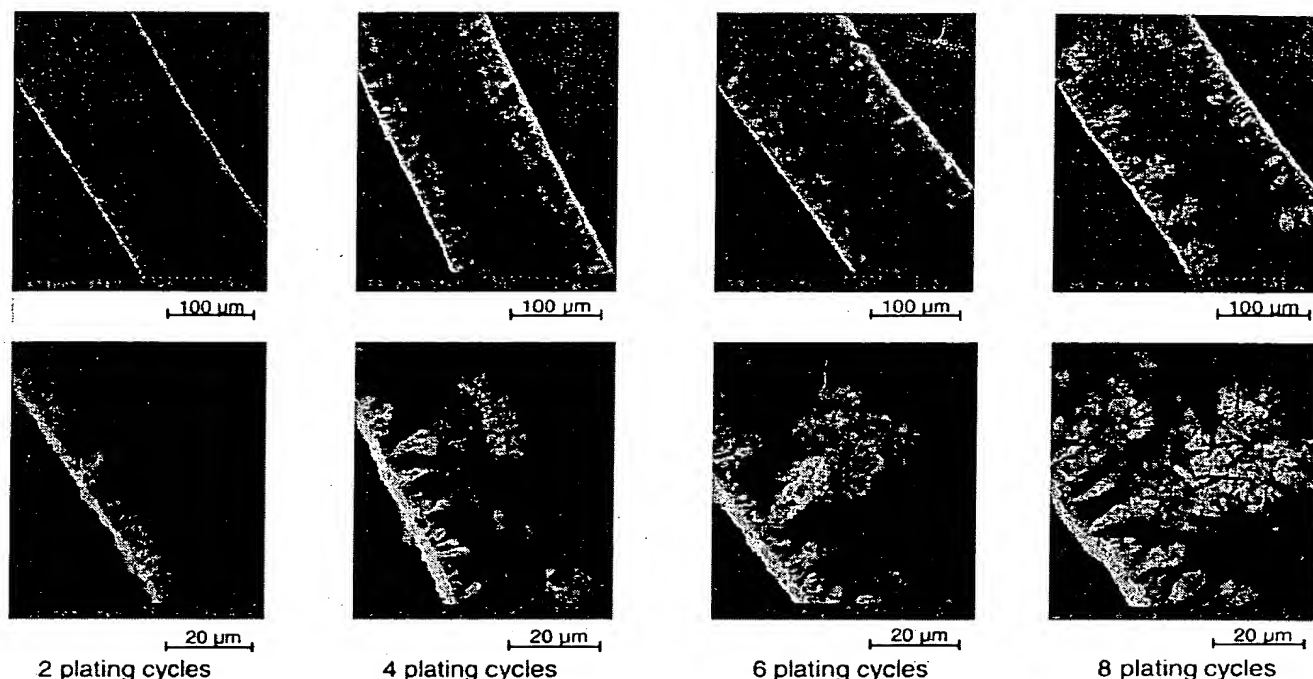 100 µm 100 µm 100 µm 100 µm
20 µm 20 µm 20 µm 20 µm
2 plating cycles 4 plating cycles 6 plating cycles 8 plating cycles